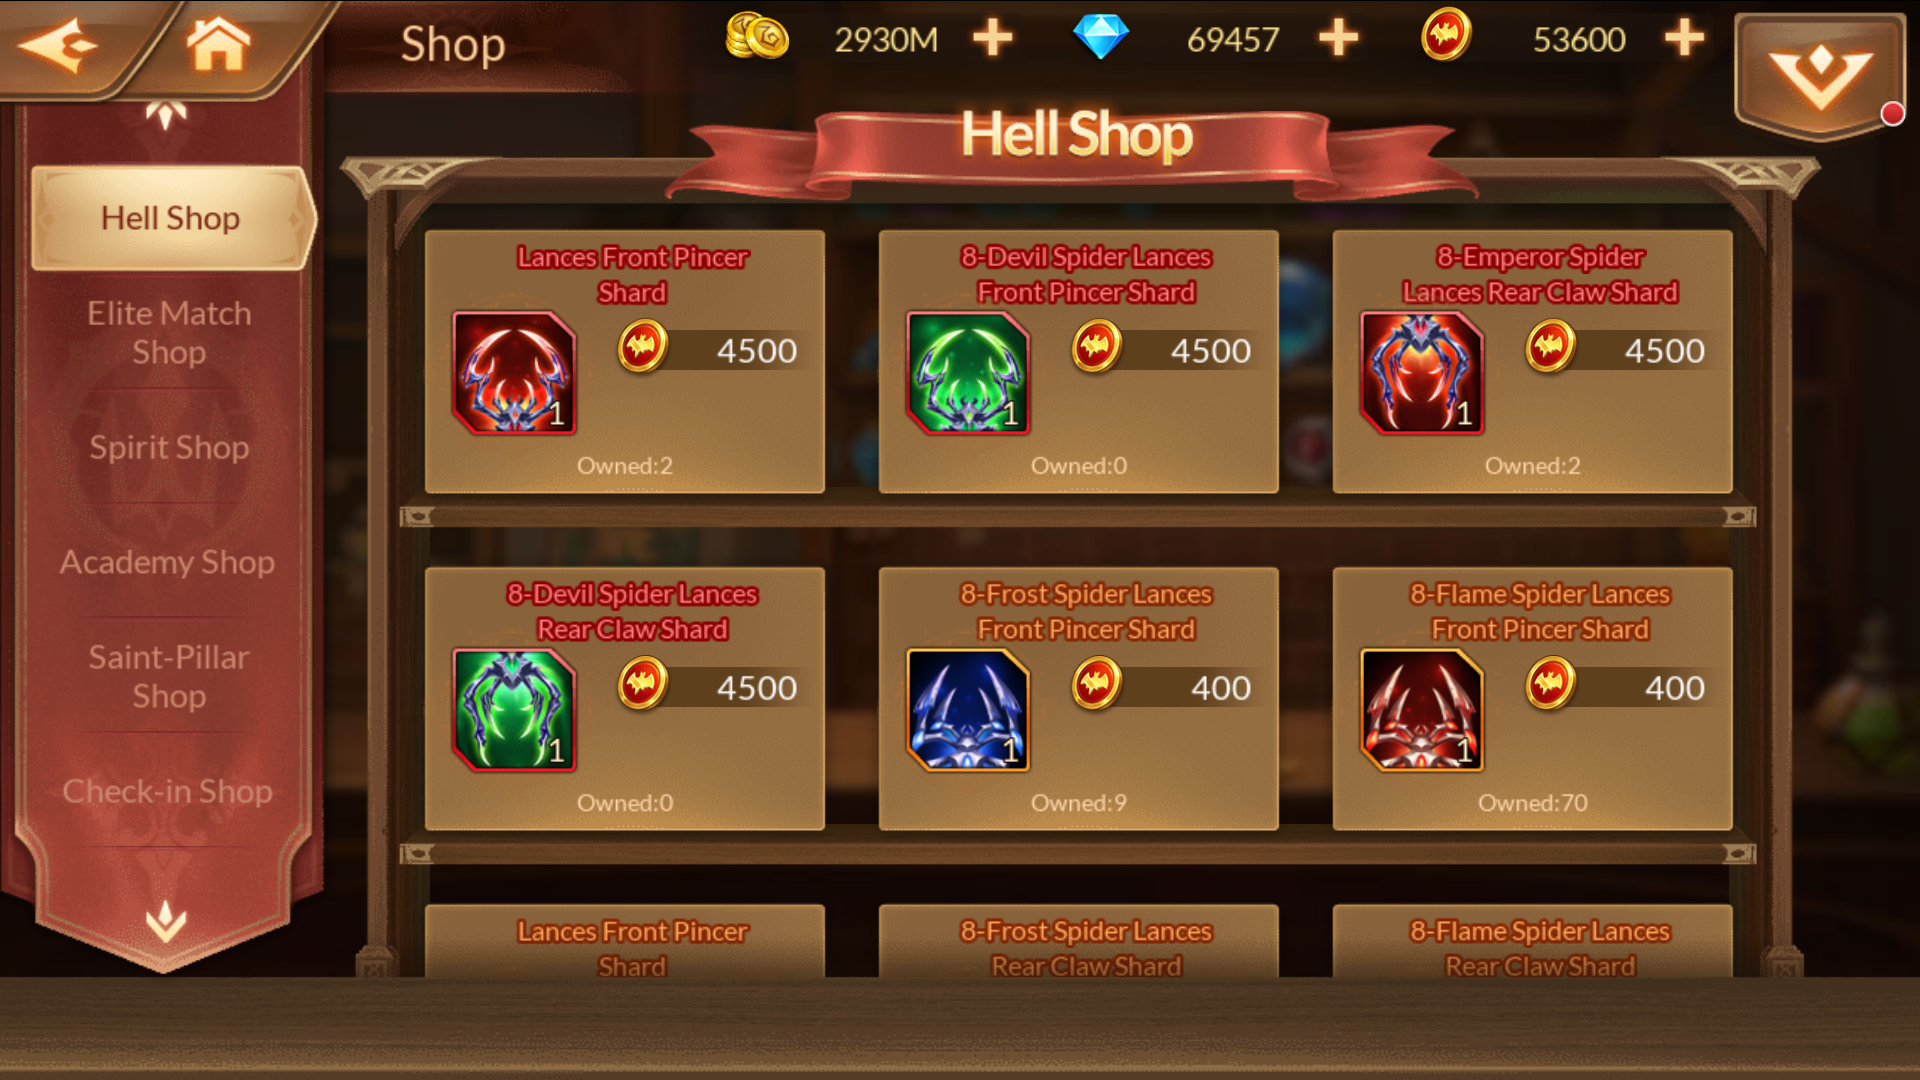 Shop
2930M
69457
53600
Hell Shop
Hell Shop
Elite Match
Shop
Spirit Shop
Academy Shop
Saint-Pillar
Shop
Check-in Shop
Lances Front Pincer
Shard
4500
1
Owned:2
8-Devil Spider Lances
Front Pincer Shard
4500
1
Owned:0
8-Emperor Spider
Lances Rear Claw Shard
4500
1
Owned:2
8-Devil Spider Lances
Rear Claw Shard
4500
1
Owned:0
8-Frost Spider Lances
Front Pincer Shard
400
1
Owned:9
8-Flame Spider Lances
Front Pincer Shard
400
1
Owned:70
Lances Front Pincer
Shard
8-Frost Spider Lances
Rear Claw Shard
8-Flame Spider Lances
Rear Claw Shard